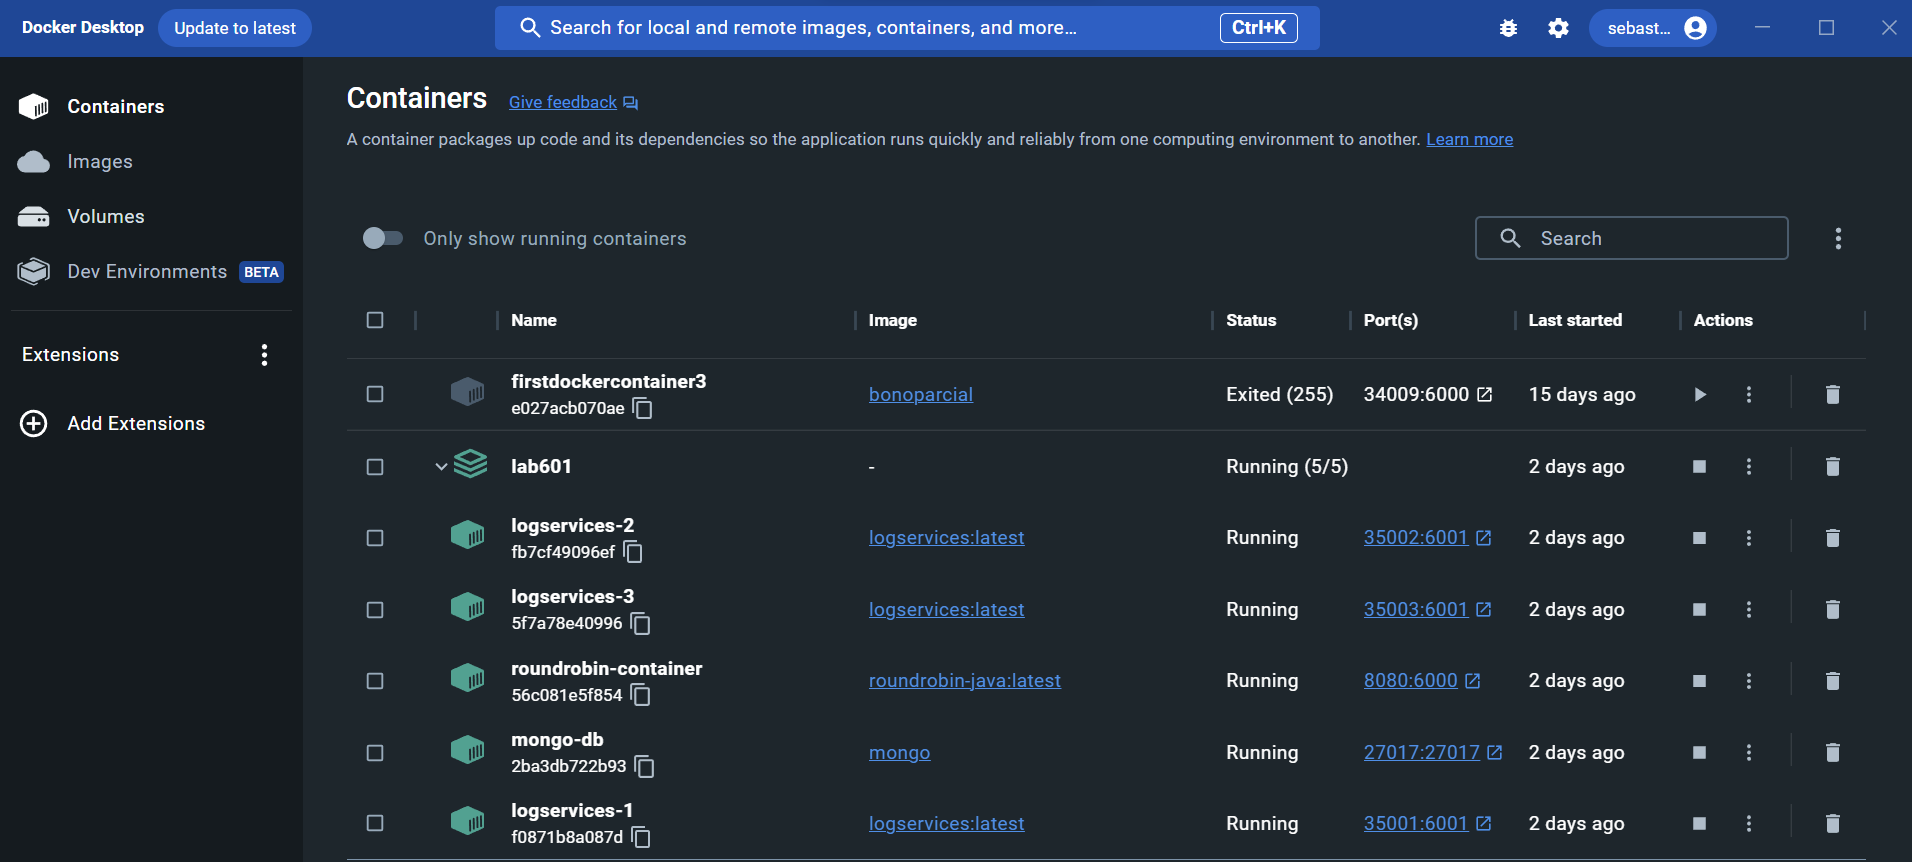 Docker Desktop
Update to latest
Search for local and remote images, containers, and more...
Ctrl+K
sebast...
Containers
Images
Volumes
Dev Environments BETA
Extensions
Add Extensions
Containers Give feedback
A container packages up code and its dependencies so the application runs quickly and reliably from one computing environment to another. Learn more
Only show running containers
Search
Name Image Status Port(s) Last started Actions
firstdockercontainer3
e027acb070ae
bonoparcial Exited (255) 34009:6000 15 days ago
lab601 - Running (5/5) 2 days ago
logservices-2
fb7cf49096ef
logservices:latest Running 35002:6001 2 days ago
logservices-3
5f7a78e40996
logservices:latest Running 35003:6001 2 days ago
roundrobin-container
56c081e5f854
roundrobin-java:latest Running 8080:6000 2 days ago
mongo-db
2ba3db722b93
mongo Running 27017:27017 2 days ago
logservices-1
f0871b8a087d
logservices:latest Running 35001:6001 2 days ago